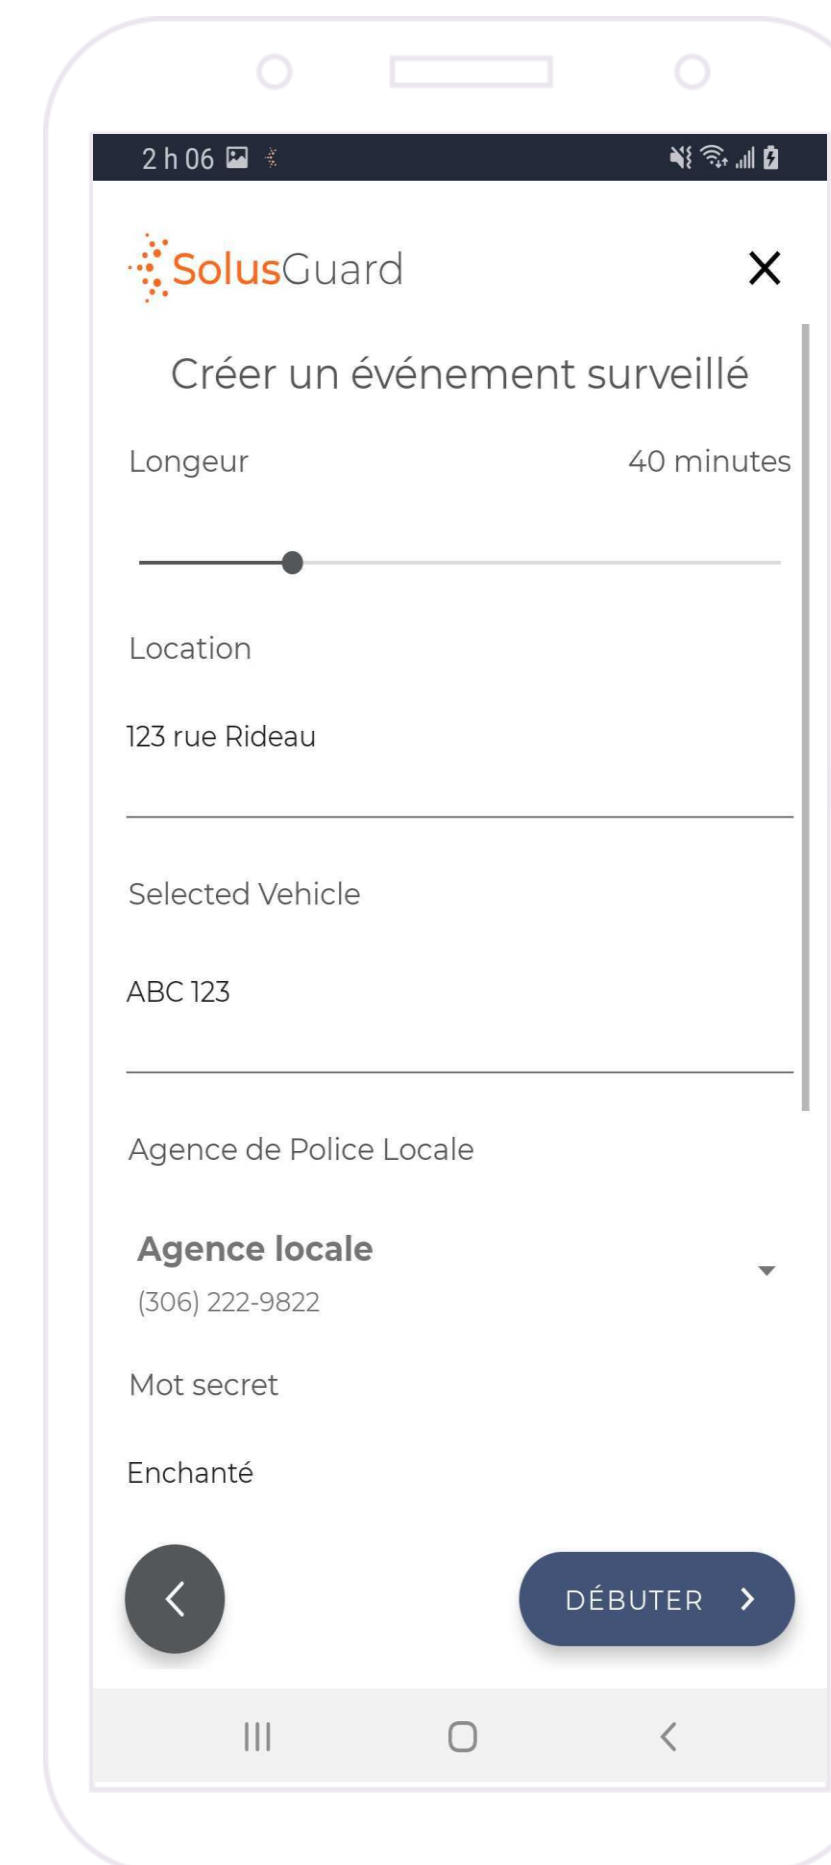 2 h 06
SolusGuard
Créer un événement surveillé
Longeur 40 minutes
Location
123 rue Rideau
Selected Vehicle
ABC 123
Agence de Police Locale
Agence locale
(306) 222-9822
Mot secret
Enchanté
DÉBUTER